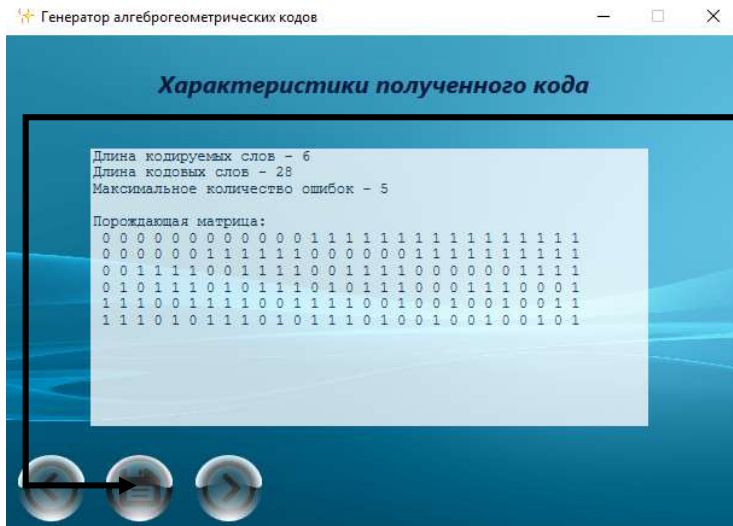 Генератор алгеброгеометрических кодов
Характеристики полученного кода
Длина кодируемых слов - 6
Длина кодовых слов - 28
Максимальное количество ошибок - 5
Порождающая матрица:
0 0 0 0 0 0 0 0 0 0 0 0 1 1 1 1 1 1 1 1 1 1 1 1 1 1 1 1
0 0 0 0 0 0 1 1 1 1 1 1 0 0 0 0 0 0 1 1 1 1 1 1 1 1 1 1
0 0 1 1 1 1 0 0 1 1 1 1 0 0 1 1 1 1 0 0 0 0 0 0 1 1 1 1
0 1 0 1 1 1 0 1 0 1 1 1 0 1 0 1 1 1 0 0 0 1 1 1 0 0 0 1
1 1 1 0 0 1 1 1 1 0 0 1 1 1 1 0 0 1 0 0 1 0 0 1 0 0 1 1
1 1 1 0 1 0 1 1 1 0 1 0 1 1 1 0 1 0 0 1 0 0 1 0 0 1 0 1